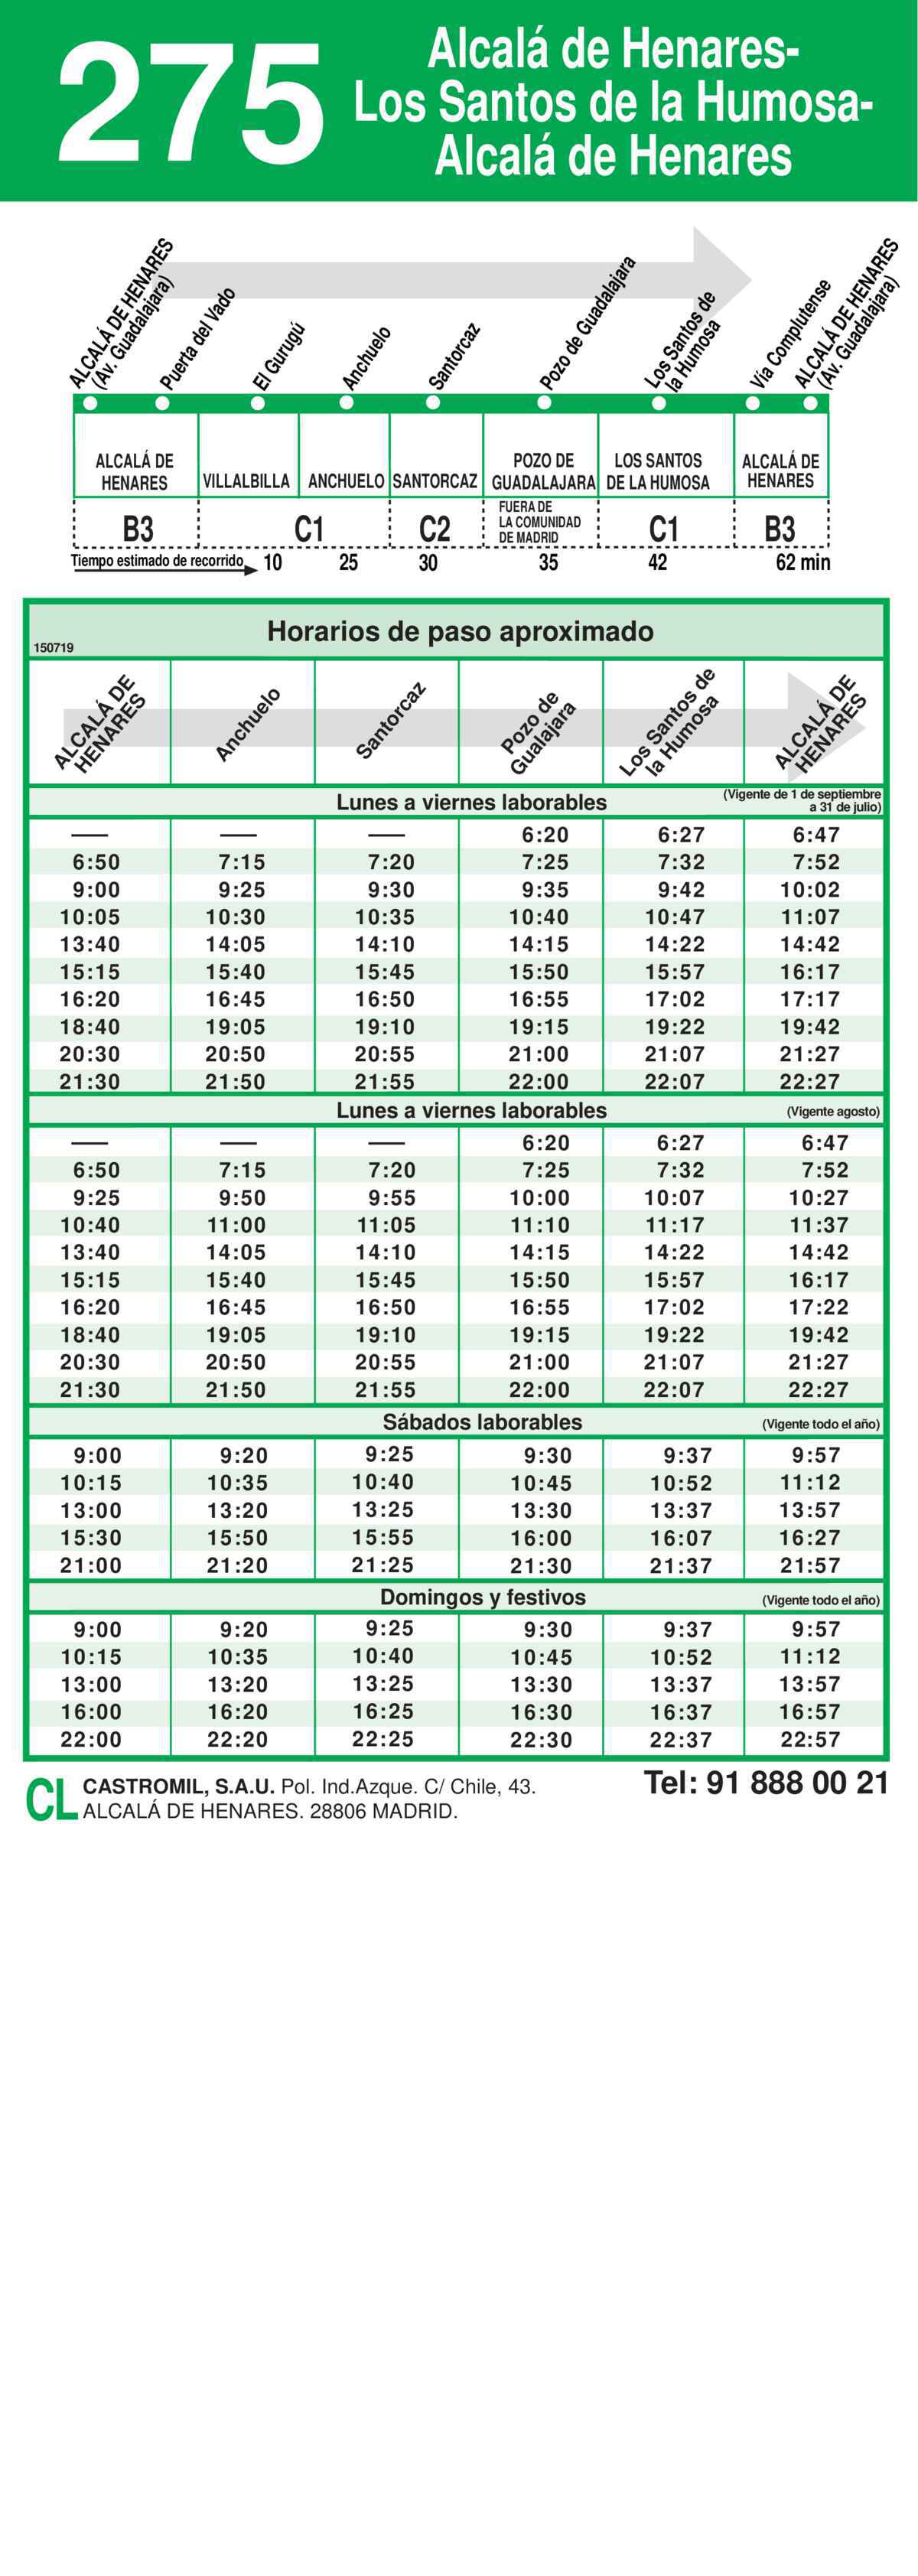 275
Alcalá de Henares-
Los Santos de la Humosa-
Alcalá de Henares
ALCALÁ DE HENARES
(Av. Guadalajara)
Puerta del Vado
El Gurugú
Anchuelo
Santorcaz
Pozo de Guadalajara
Los Santos de
la Humosa
Vía Complutense
ALCALÁ DE HENARES
(Av. Guadalajara)
ALCALÁ DE
HENARES
VILLALBILLA
ANCHUELO
SANTORCAZ
POZO DE
GUADALAJARA
LOS SANTOS
DE LA HUMOSA
ALCALÁ DE
HENARES
B3
C1
C2
FUERA DE
LA COMUNIDAD
DE MADRID
C1
B3
Tiempo estimado de recorrido 10 25 30 35 42 62 min
Horarios de paso aproximado
150719
ALCALÁ DE
HENARES
Anchuelo
Santorcaz
Pozo de
Gualajara
Los Santos de
la Humosa
ALCALÁ DE
HENARES
Lunes a viernes laborables
(Vigente de 1 de septiembre
a 31 de julio)
— — — 6:20 6:27 6:47
6:50 7:15 7:20 7:25 7:32 7:52
9:00 9:25 9:30 9:35 9:42 10:02
10:05 10:30 10:35 10:40 10:47 11:07
13:40 14:05 14:10 14:15 14:22 14:42
15:15 15:40 15:45 15:50 15:57 16:17
16:20 16:45 16:50 16:55 17:02 17:17
18:40 19:05 19:10 19:15 19:22 19:42
20:30 20:50 20:55 21:00 21:07 21:27
21:30 21:50 21:55 22:00 22:07 22:27
Lunes a viernes laborables (Vigente agosto)
— — — 6:20 6:27 6:47
6:50 7:15 7:20 7:25 7:32 7:52
9:25 9:50 9:55 10:00 10:07 10:27
10:40 11:00 11:05 11:10 11:17 11:37
13:40 14:05 14:10 14:15 14:22 14:42
15:15 15:40 15:45 15:50 15:57 16:17
16:20 16:45 16:50 16:55 17:02 17:22
18:40 19:05 19:10 19:15 19:22 19:42
20:30 20:50 20:55 21:00 21:07 21:27
21:30 21:50 21:55 22:00 22:07 22:27
Sábados laborables (Vigente todo el año)
9:00 9:20 9:25 9:30 9:37 9:57
10:15 10:35 10:40 10:45 10:52 11:12
13:00 13:20 13:25 13:30 13:37 13:57
15:30 15:50 15:55 16:00 16:07 16:27
21:00 21:20 21:25 21:30 21:37 21:57
Domingos y festivos (Vigente todo el año)
9:00 9:20 9:25 9:30 9:37 9:57
10:15 10:35 10:40 10:45 10:52 11:12
13:00 13:20 13:25 13:30 13:37 13:57
16:00 16:20 16:25 16:30 16:37 16:57
22:00 22:20 22:25 22:30 22:37 22:57
CL CASTROMIL, S.A.U. Pol. Ind.Azque. C/ Chile, 43.
ALCALÁ DE HENARES. 28806 MADRID.
Tel: 91 888 00 21